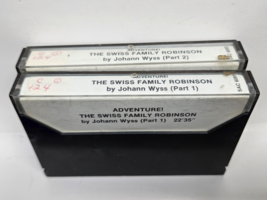 ADVENTURE!
THE SWISS FAMILY ROBINSON
by Johann Wyss (Part 2)
ADVENTURE!
THE SWISS FAMILY ROBINSON
by Johann Wyss (Part 1)
ADVENTURE!
THE SWISS FAMILY ROBINSON
by Johann Wyss (Part 1) 22'35"